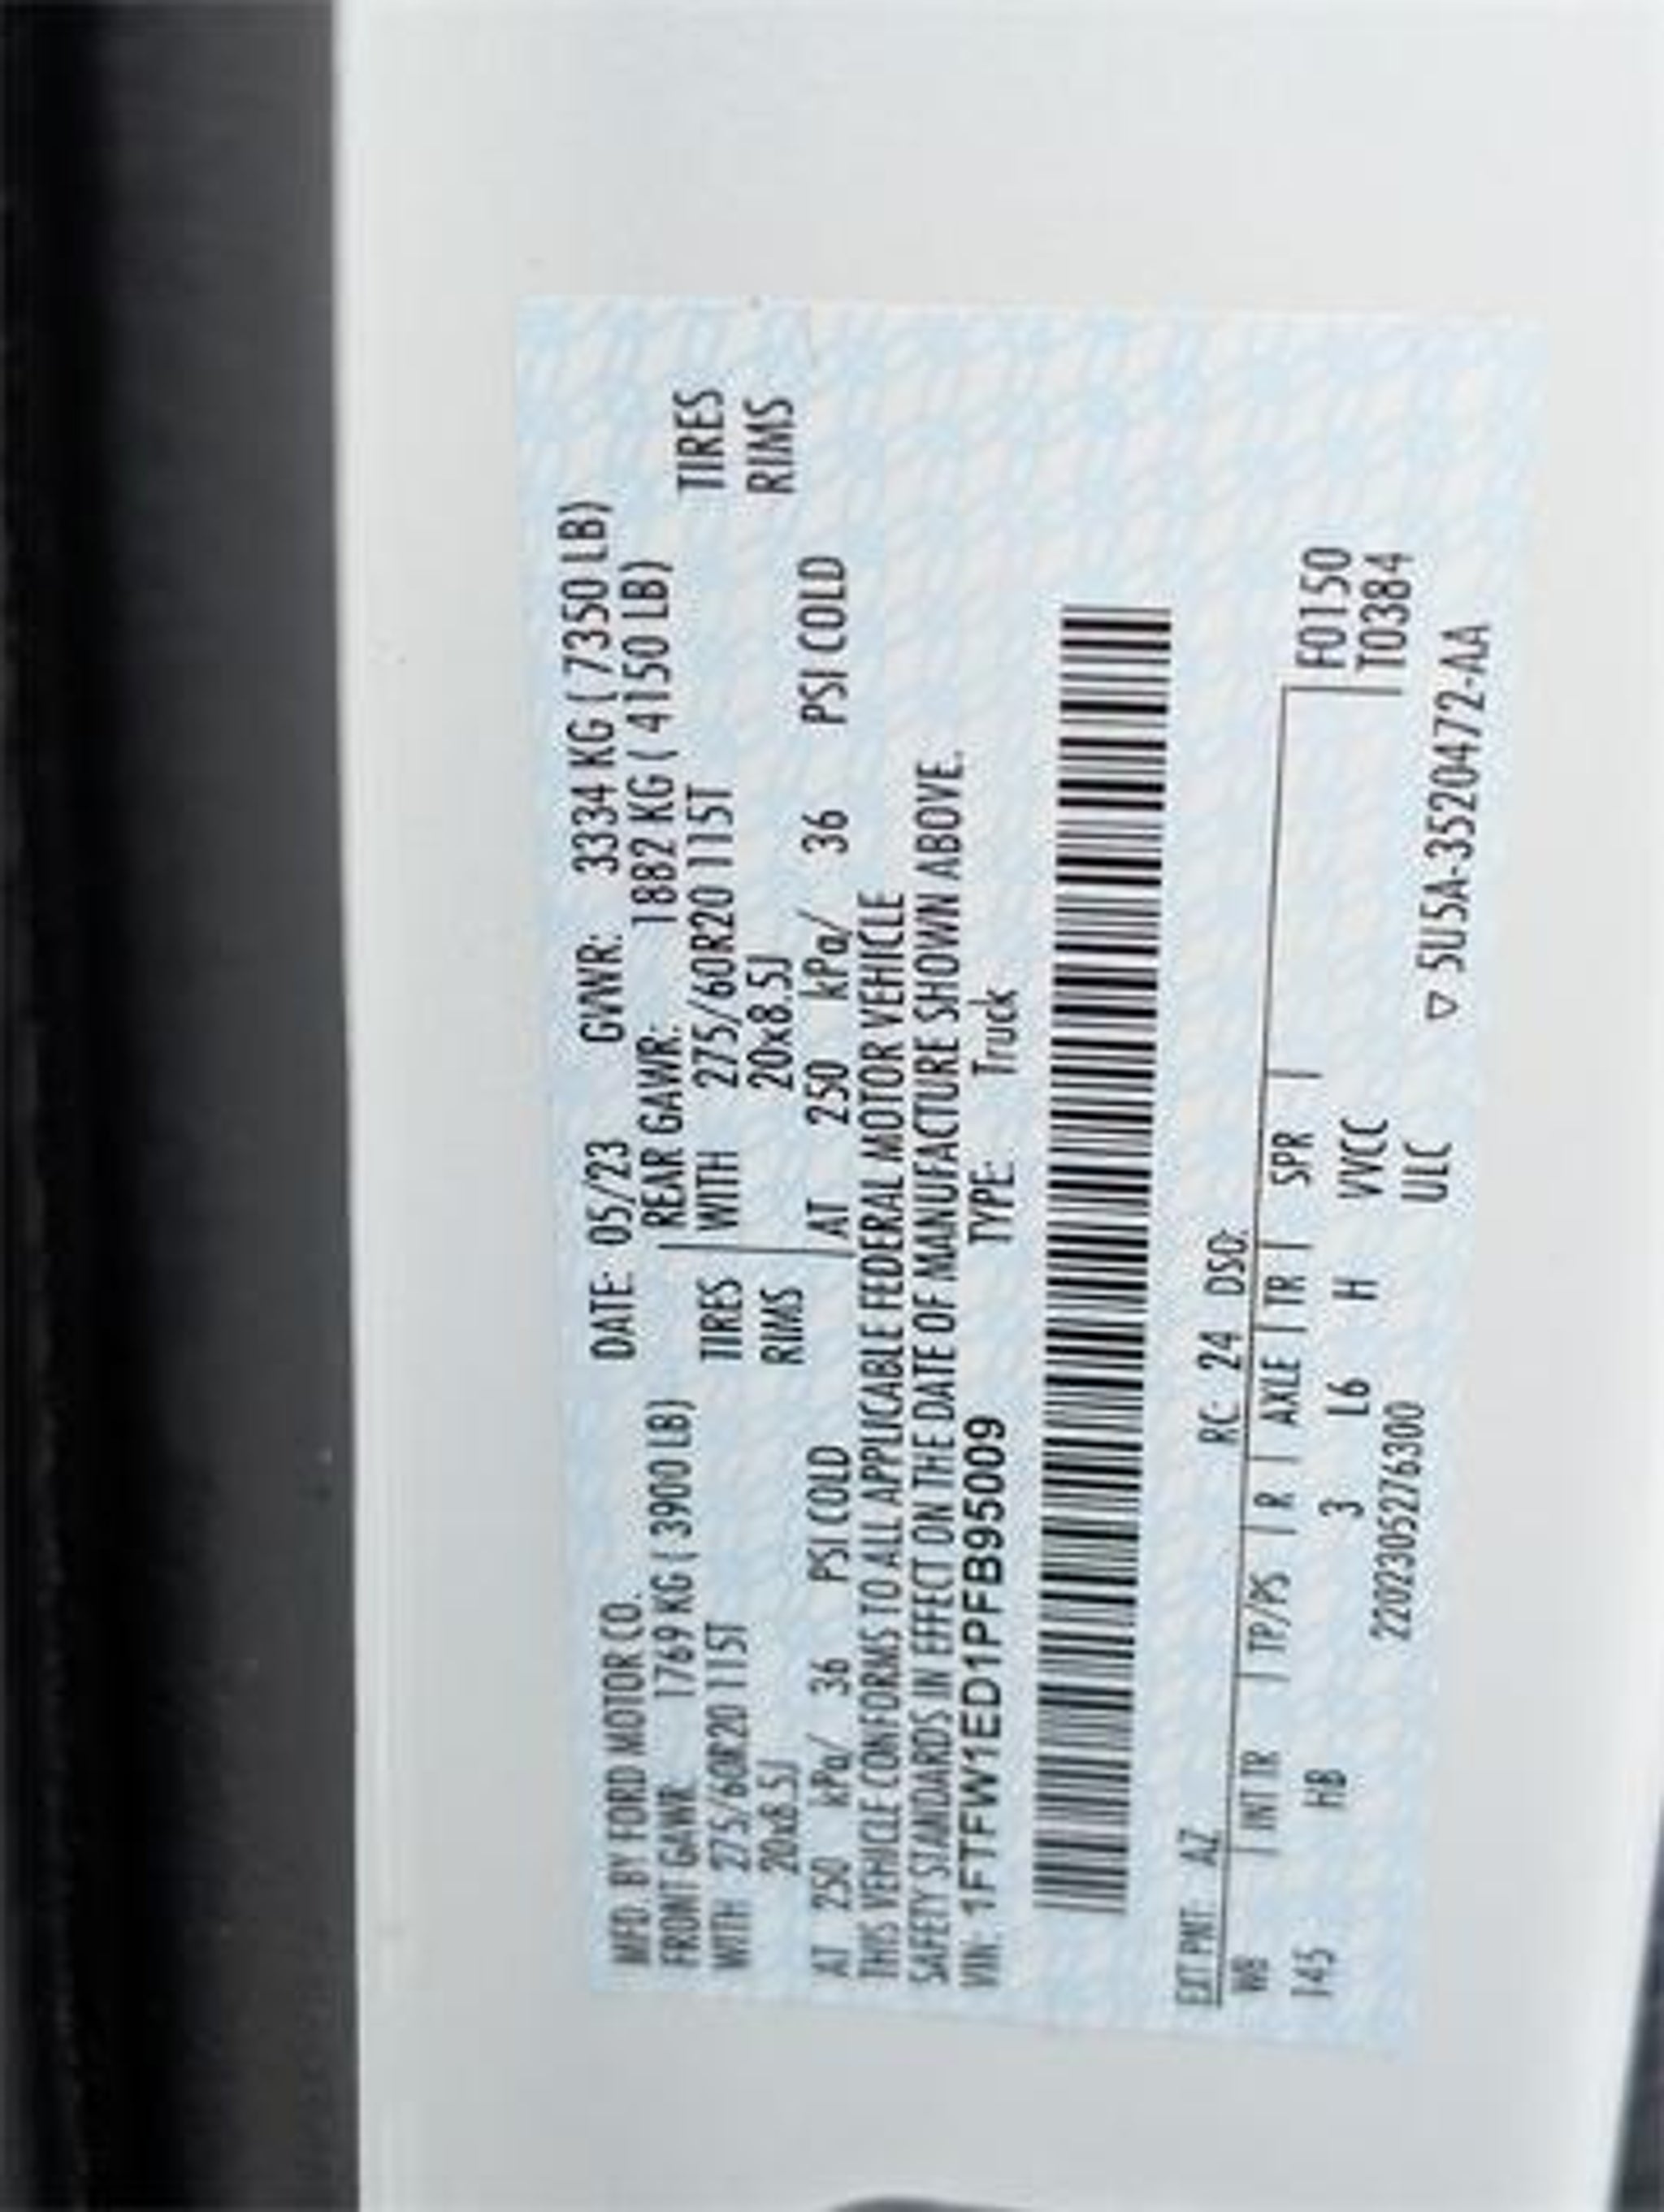 MFD. BY FORD MOTOR CO. DATE: 05/23 GVWR: 3334 KG ( 7350 LB)
FRONT GAWR: 1769 KG ( 3900 LB) REAR GAWR: 1882 KG ( 4150 LB)
WITH 275/60R20 115T TIRES WITH 275/60R20 115T TIRES
20x8.5J RIMS 20x8.5J RIMS
AT 250 kPa/ 36 PSI COLD AT 250 kPa/ 36 PSI COLD
THIS VEHICLE CONFORMS TO ALL APPLICABLE FEDERAL MOTOR VEHICLE
SAFETY STANDARDS IN EFFECT ON THE DATE OF MANUFACTURE SHOWN ABOVE.
VIN: 1FTFW1ED1PFB95009 TYPE: Truck
EXT PNT: AZ RC: 24 DSO:
WB INT TR TP/PS R AXLE TR SPR
F0150
145 HB 3 L6 H VVCC
T0384
2202305276300 ULC
▽ 5U5A-3520472-AA